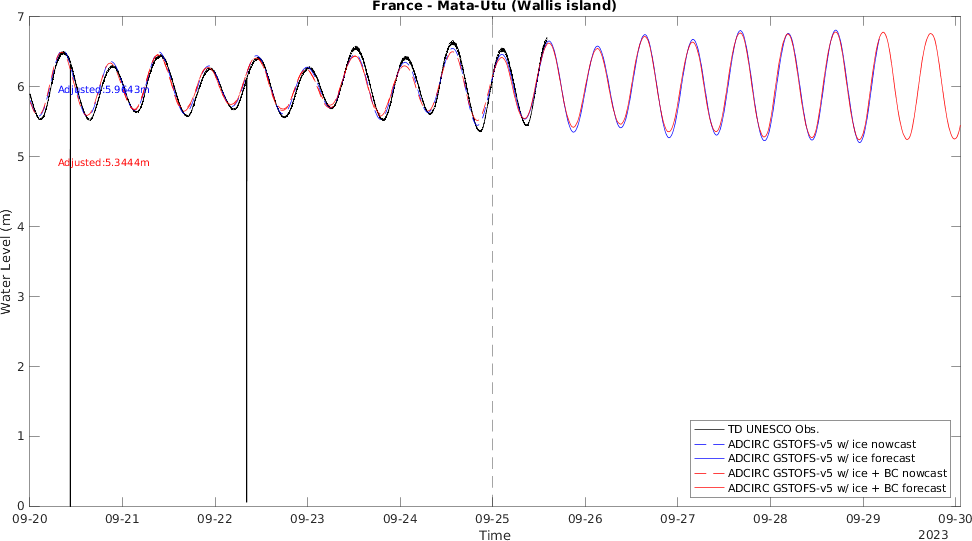 France - Mata-Utu (Wallis island)
7
6
5
4
3
2
1
0
Water Level (m)
Adjusted:5.9643m
Adjusted:5.3444m
TD UNESCO Obs.
ADCIRC GSTOFS-v5 w/ ice nowcast
ADCIRC GSTOFS-v5 w/ ice forecast
ADCIRC GSTOFS-v5 w/ ice + BC nowcast
ADCIRC GSTOFS-v5 w/ ice + BC forecast
09-20 09-21 09-22 09-23 09-24 09-25 09-26 09-27 09-28 09-29 09-30
Time
2023